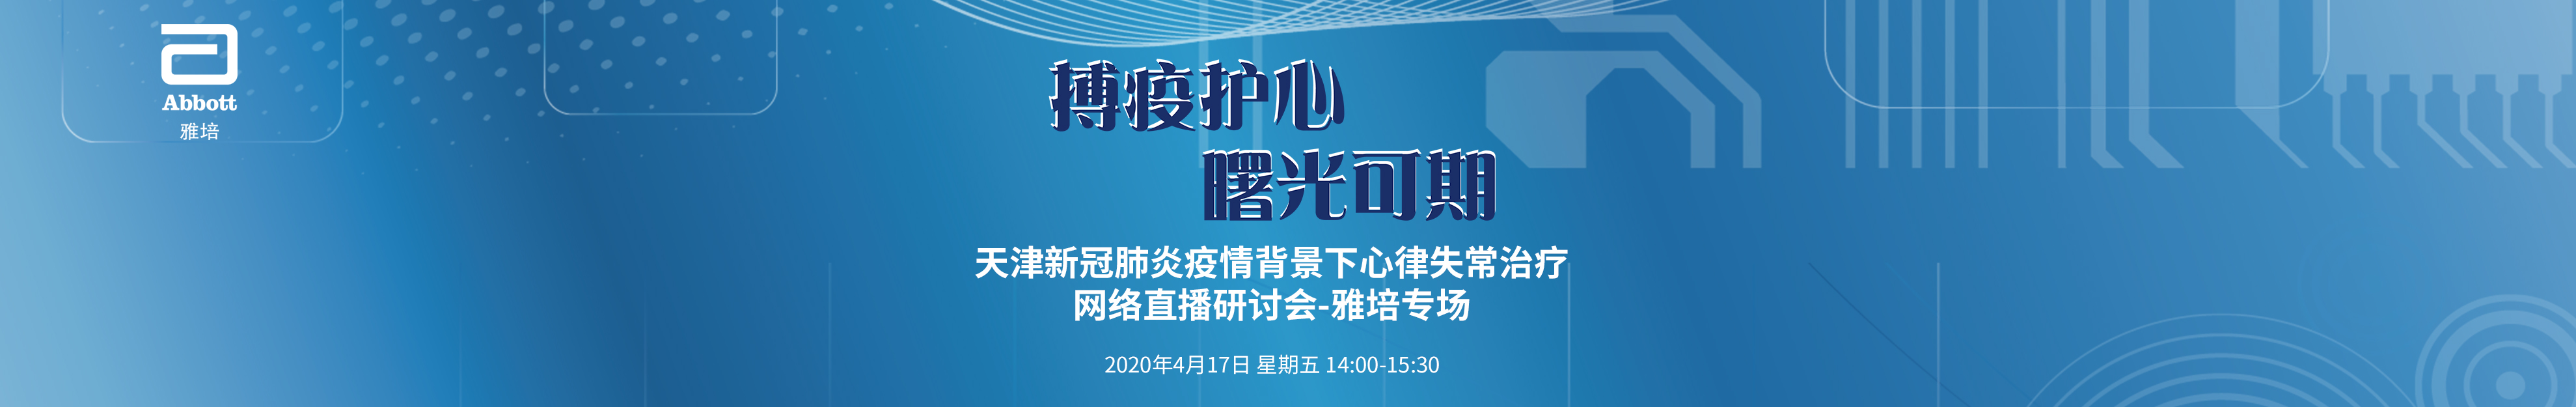 Abbott
雅培
搏疫护心
曙光可期
天津新冠肺炎疫情背景下心律失常治疗
网络直播研讨会-雅培专场
2020年4月17日 星期五 14:00-15:30